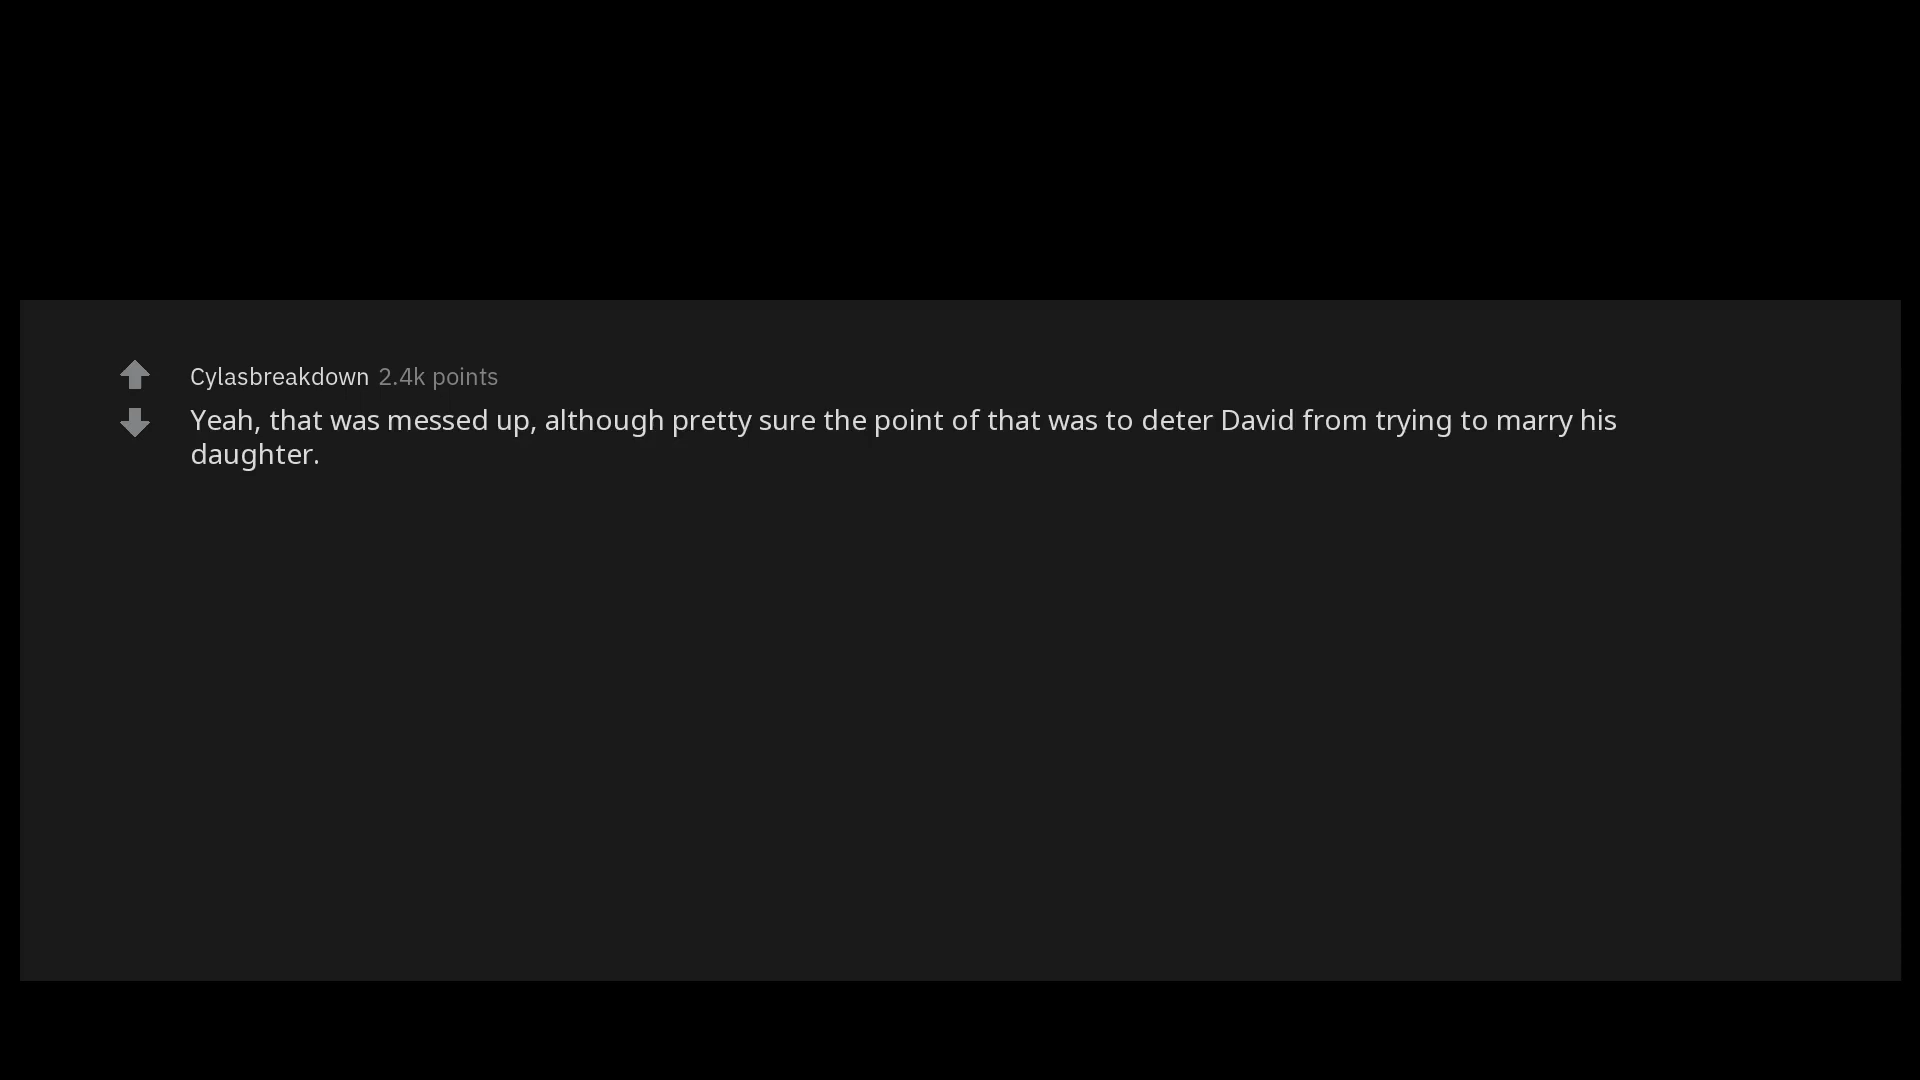 Cylasbreakdown 2.4k points
Yeah, that was messed up, although pretty sure the point of that was to deter David from trying to marry his
daughter.